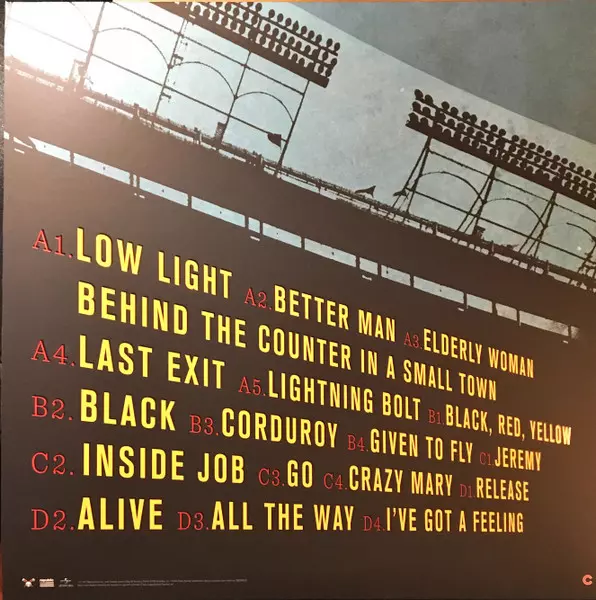 A1. LOW LIGHT A2. BETTER MAN A3. ELDERLY WOMAN
BEHIND THE COUNTER IN A SMALL TOWN
A4. LAST EXIT A5. LIGHTNING BOLT B1. BLACK, RED, YELLOW
B2. BLACK B3. CORDUROY B4. GIVEN TO FLY C1. JEREMY
C2. INSIDE JOB C3. GO C4. CRAZY MARY D1. RELEASE
D2. ALIVE D3. ALL THE WAY D4. I'VE GOT A FEELING